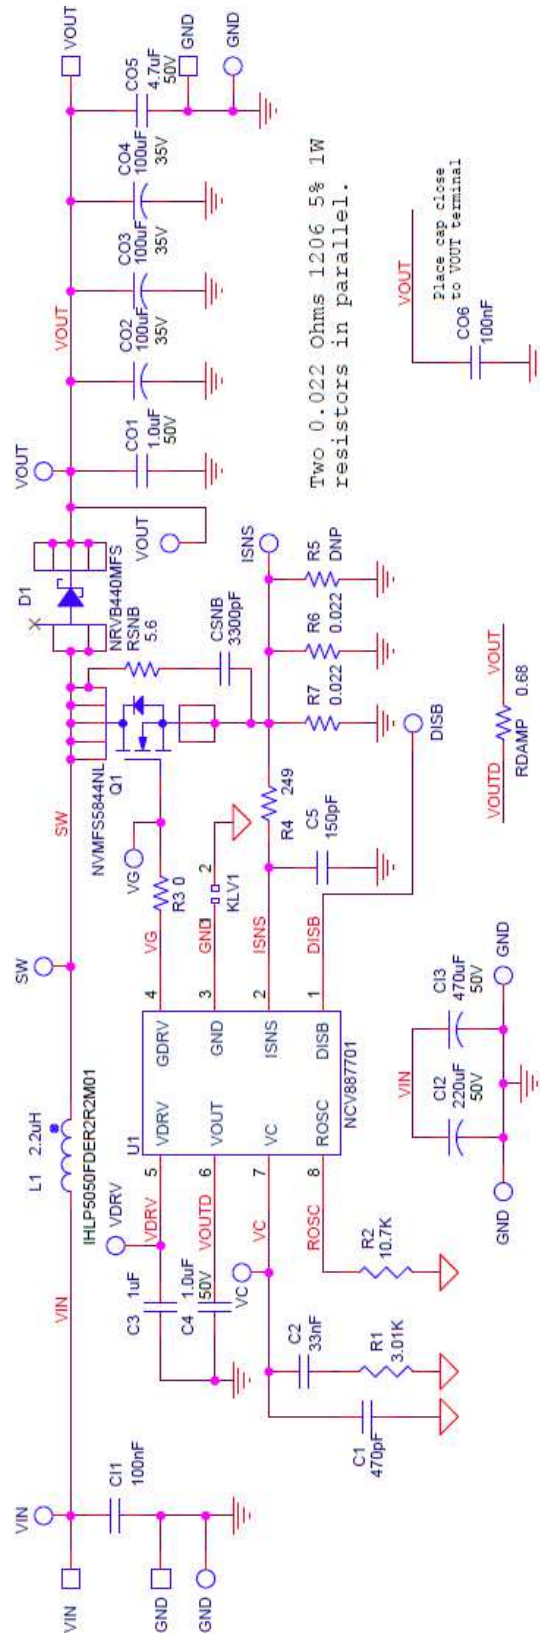 VIN
VIN
GND
GND
CI1
100nF
VIN
L1 2.2uH
IHLP5050FDER2R2M01
SW
SW
NVMFS5844NL
Q1
D1
NRVB440MFS
RSNB
5.6
CSNB
3300pF
VOUT
VOUT
VOUT
CO1
1.0uF
50V
CO2
100uF
35V
CO3
100uF
35V
CO4
100uF
35V
CO5
4.7uF
50V
VOUT
GND
GND
VDRV
VDRV
C3
1uF
VOUTD
C4
1.0uF
50V
VC
VC
ROSC
C1
470pF
C2
33nF
R1
3.01K
R2
10.7K
U1
5
6
7
8
VDRV
VOUT
VC
ROSC
GDRV
GND
ISNS
DISB
4
3
2
1
NCV887701
VG
VG
R3 0
GND
1
2
KLV1
ISNS
R4
249
C5
150pF
DISB
DISB
ISNS
R7
0.022
R6
0.022
R5
DNP
Two 0.022 Ohms 1206 5% 1W
resistors in parallel.
VIN
CI2
220uF
50V
CI3
470uF
50V
GND
GND
VOUTD
VOUT
RDAMP
0.68
VOUT
CO6
100nF
Place cap close
to VOUT terminal